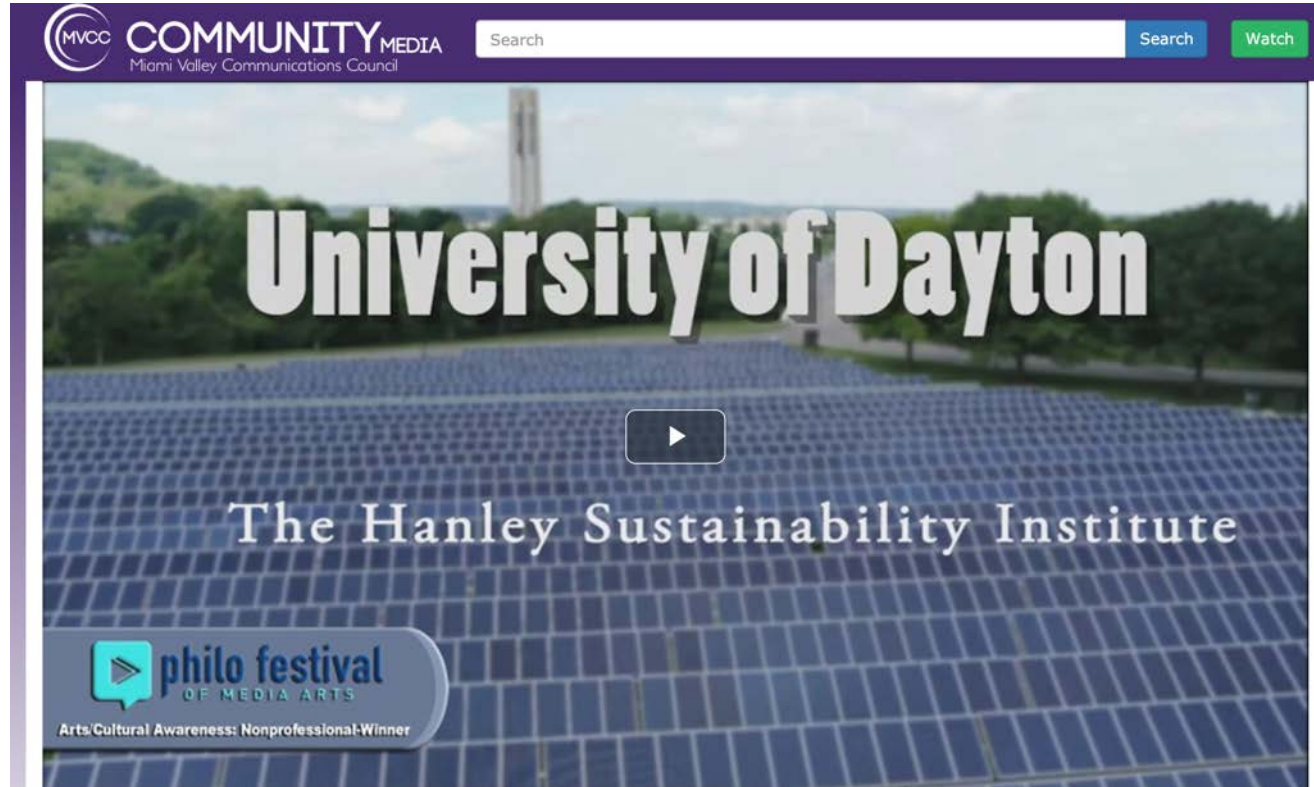 MVCC
COMMUNITY MEDIA
Miami Valley Communications Council
Search
Search
Watch
University of Dayton
The Hanley Sustainability Institute
philo festival
OF MEDIA ARTS
Arts/Cultural Awareness: Nonprofessional-Winner